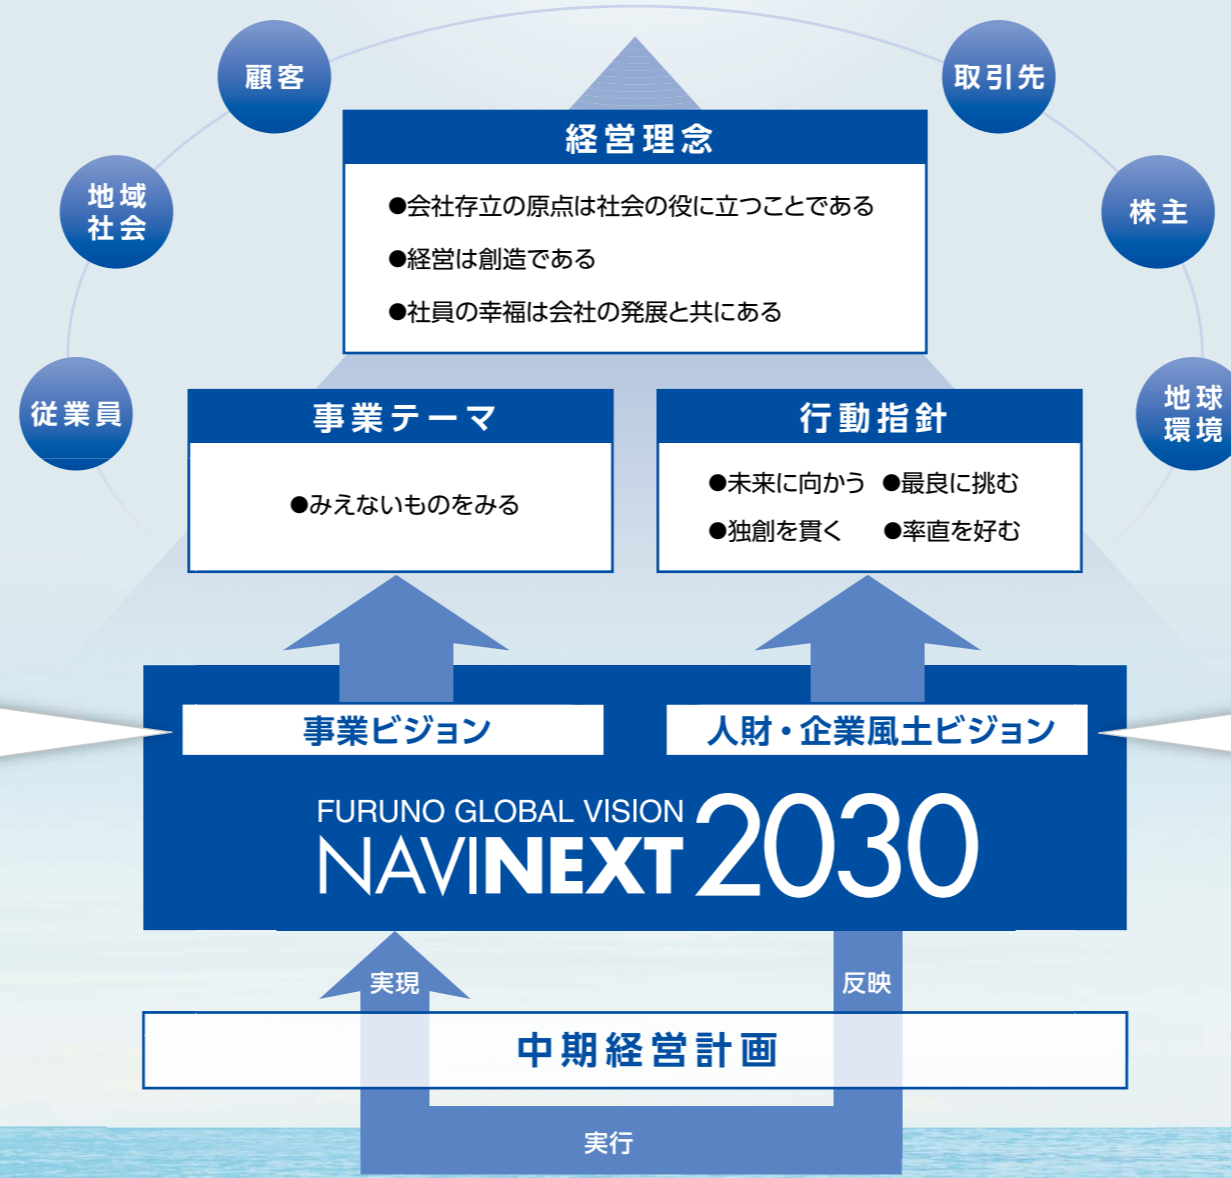 顧客
取引先
地域
社会
株主
従業員
地球
環境
経営理念
●会社存立の原点は社会の役に立つことである
●経営は創造である
●社員の幸福は会社の発展と共にある
事業テーマ
●みえないものをみる
行動指針
●未来に向かう ●最良に挑む
●独創を貫く ●率直を好む
事業ビジョン
人財・企業風土ビジョン
FURUNO GLOBAL VISION
NAVINEXT 2030
実現
反映
中期経営計画
実行